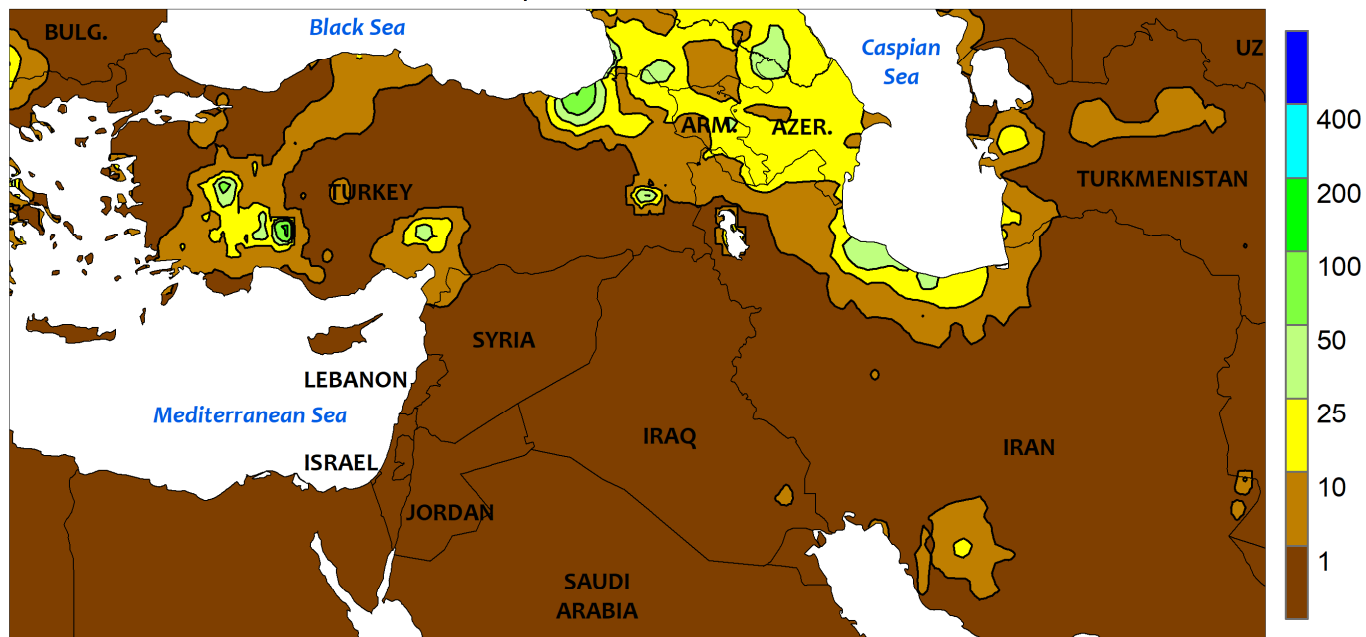 BULG.
Black Sea
Caspian
Sea
UZ
400
ARM.
AZER.
200
TURKEY
TURKMENISTAN
100
SYRIA
50
LEBANON
Mediterranean Sea
25
IRAQ
IRAN
ISRAEL
10
JORDAN
1
SAUDI
ARABIA